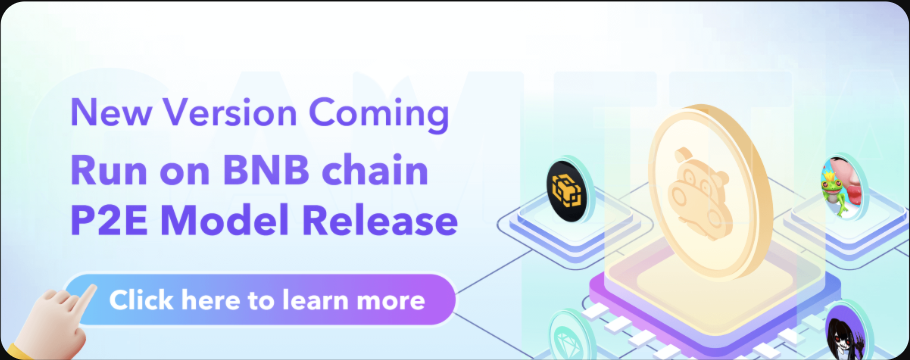 New Version Coming
Run on BNB chain
P2E Model Release
Click here to learn more